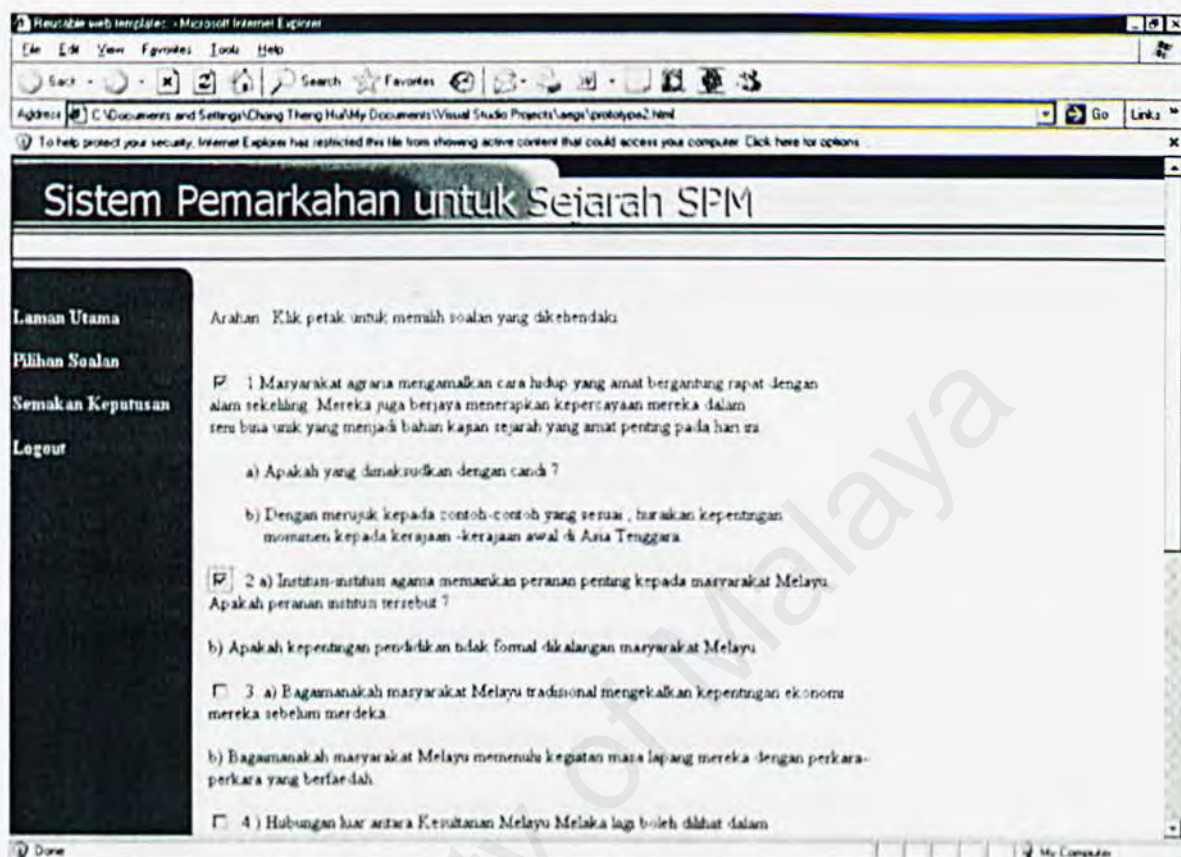 Reusable web templates - Microsoft Internet Explorer
File Edit View Favorites Tools Help
Back Search Favorites
Address C:\Documents and Settings\Chong Theng Hui\My Documents\Visual Studio Projects\aegs\prototype2.html Go Links »
To help protect your security, Internet Explorer has restricted this file from showing active content that could access your computer. Click here for options
Sistem Pemarkahan untuk Sejarah SPM
Laman Utama
Pilihan Soalan
Semakan Keputusan
Logout
Arahan Klik petak untuk memilih soalan yang dikehendaki
1 Masyarakat agraria mengamalkan cara hidup yang amat bergantung rapat dengan
alam sekeliling. Mereka juga berjaya menerapkan kepercayaan mereka dalam
seni bina unik yang menjadi bahan kajian sejarah yang amat penting pada hari ini
a) Apakah yang dimaksudkan dengan candi ?
b) Dengan merujuk kepada contoh-contoh yang sesuai , huraikan kepentingan
monumen kepada kerajaan -kerajaan awal di Asia Tenggara
2 a) Institusi-institusi agama memainkan peranan penting kepada masyarakat Melayu.
Apakah peranan institusi tersebut ?
b) Apakah kepentingan pendidikan tidak formal dikalangan masyarakat Melayu
3 a) Bagaimanakah masyarakat Melayu tradisional mengekalkan kepentingan ekonomi
mereka sebelum merdeka.
b) Bagaimanakah masyarakat Melayu memenuhi kegiatan masa lapang mereka dengan perkara-
perkara yang berfaedah.
4 ) Hubungan luar antara Kesultanan Melayu Melaka lagi boleh dilihat dalam
Done My Computer
University of Malaya